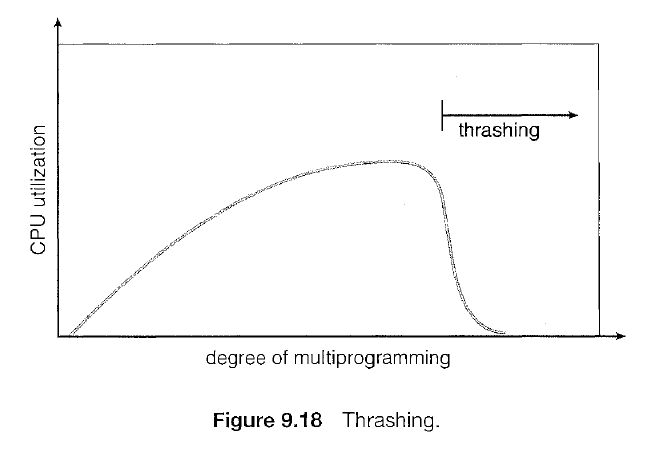 thrashing
CPU utilization
degree of multiprogramming
Figure 9.18 Thrashing.